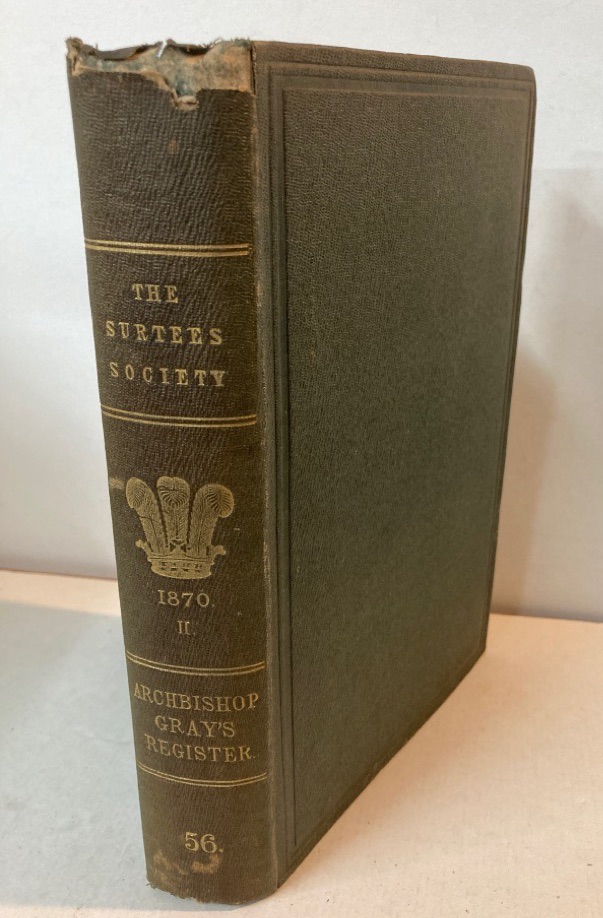 THE
SURTEES
SOCIETY
1870.
II.
ARCHBISHOP
GRAY'S
REGISTER.
56.